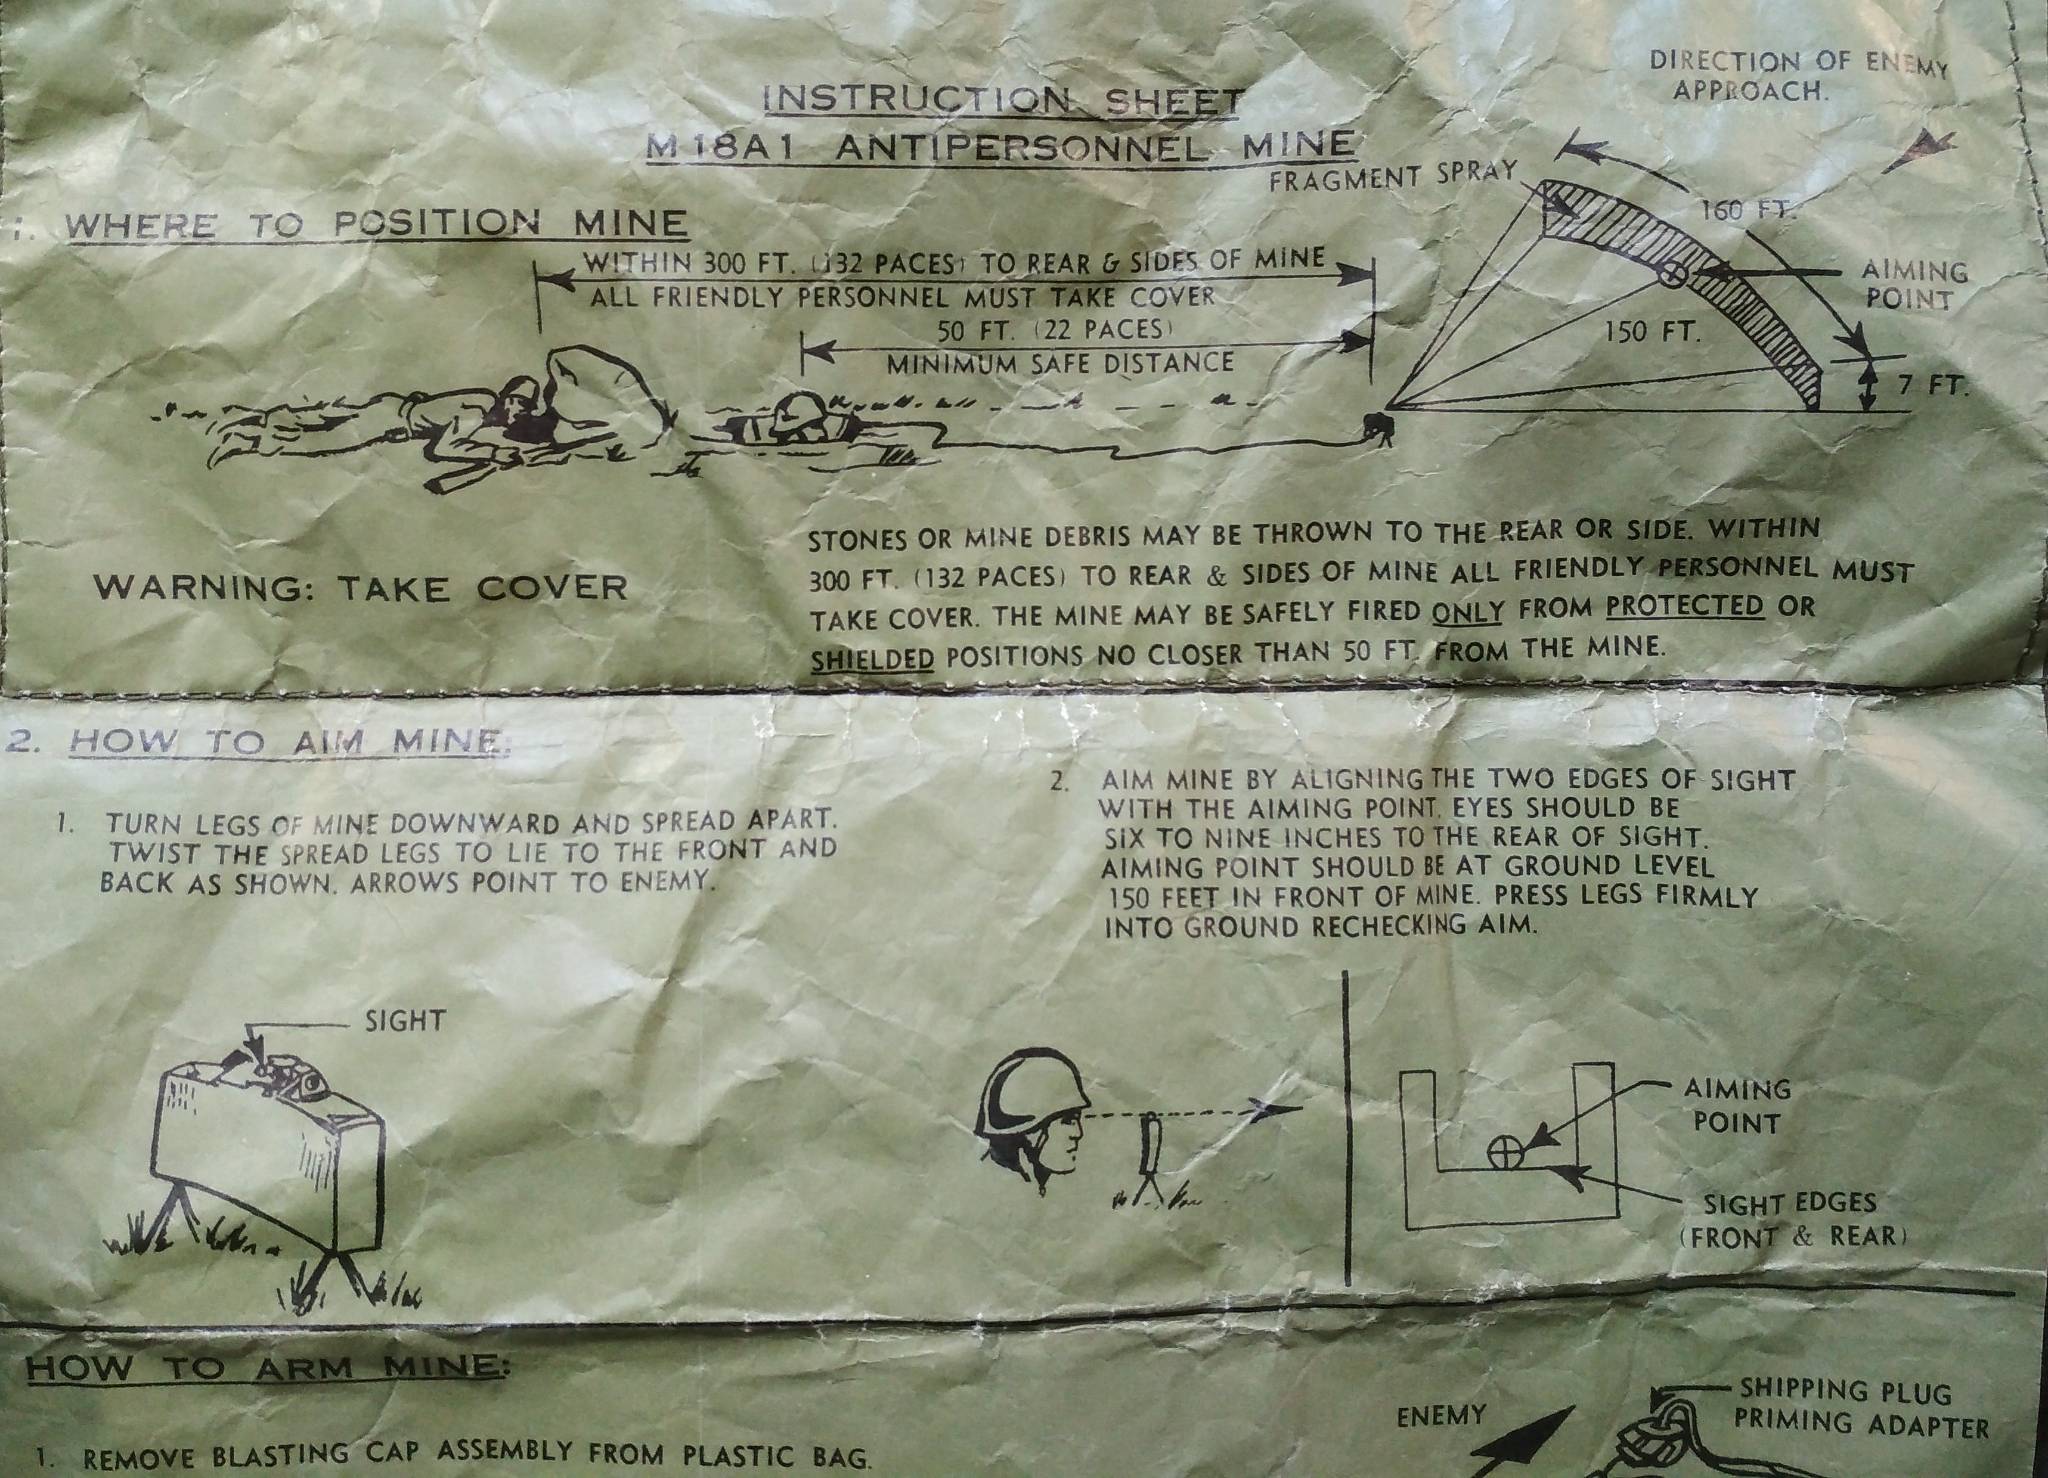 INSTRUCTION SHEET
M18A1 ANTIPERSONNEL MINE
DIRECTION OF ENEMY
APPROACH.
FRAGMENT SPRAY
160 FT.
AIMING
POINT
150 FT.
7 FT.
1. WHERE TO POSITION MINE
WITHIN 300 FT. (132 PACES) TO REAR & SIDES OF MINE
ALL FRIENDLY PERSONNEL MUST TAKE COVER
50 FT. (22 PACES)
MINIMUM SAFE DISTANCE
WARNING: TAKE COVER
STONES OR MINE DEBRIS MAY BE THROWN TO THE REAR OR SIDE. WITHIN
300 FT. (132 PACES) TO REAR & SIDES OF MINE ALL FRIENDLY PERSONNEL MUST
TAKE COVER. THE MINE MAY BE SAFELY FIRED ONLY FROM PROTECTED OR
SHIELDED POSITIONS NO CLOSER THAN 50 FT. FROM THE MINE.
2. HOW TO AIM MINE:
1. TURN LEGS OF MINE DOWNWARD AND SPREAD APART.
TWIST THE SPREAD LEGS TO LIE TO THE FRONT AND
BACK AS SHOWN. ARROWS POINT TO ENEMY.
SIGHT
2. AIM MINE BY ALIGNING THE TWO EDGES OF SIGHT
WITH THE AIMING POINT. EYES SHOULD BE
SIX TO NINE INCHES TO THE REAR OF SIGHT.
AIMING POINT SHOULD BE AT GROUND LEVEL
150 FEET IN FRONT OF MINE. PRESS LEGS FIRMLY
INTO GROUND RECHECKING AIM.
AIMING
POINT
SIGHT EDGES
(FRONT & REAR)
HOW TO ARM MINE:
1. REMOVE BLASTING CAP ASSEMBLY FROM PLASTIC BAG.
ENEMY
SHIPPING PLUG
PRIMING ADAPTER